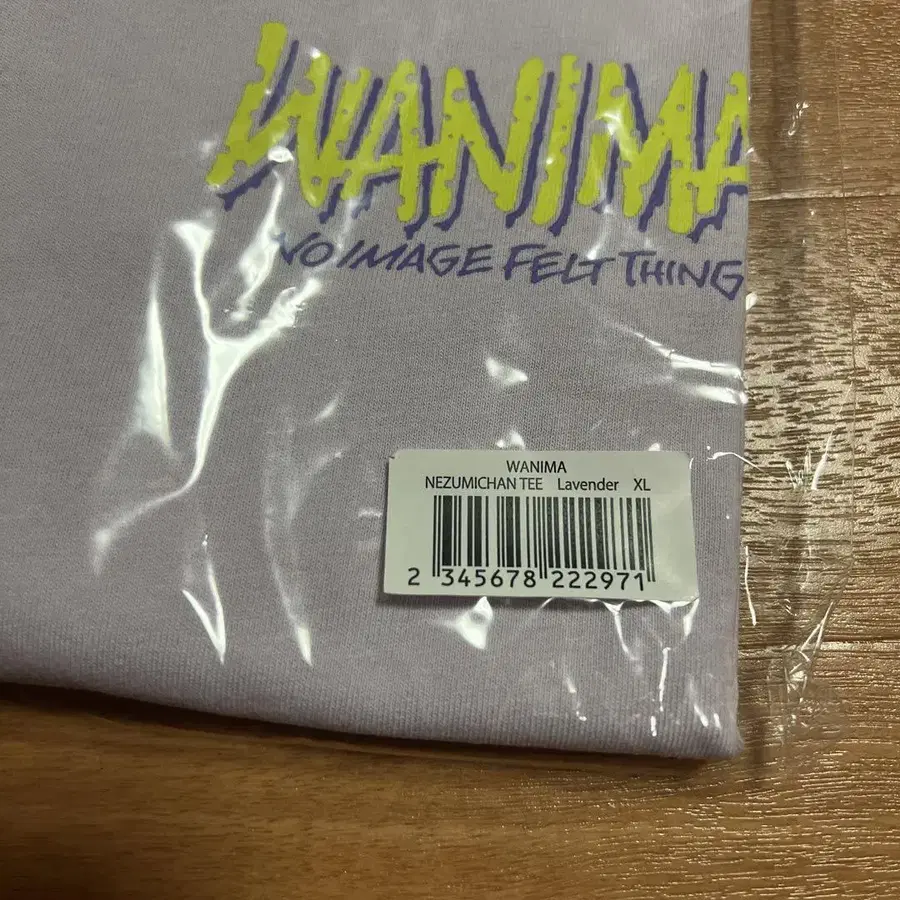 WANIMA
NO IMAGE FELT THING
WANIMA
NEZUMICHAN TEE Lavender XL
2 345678 222971